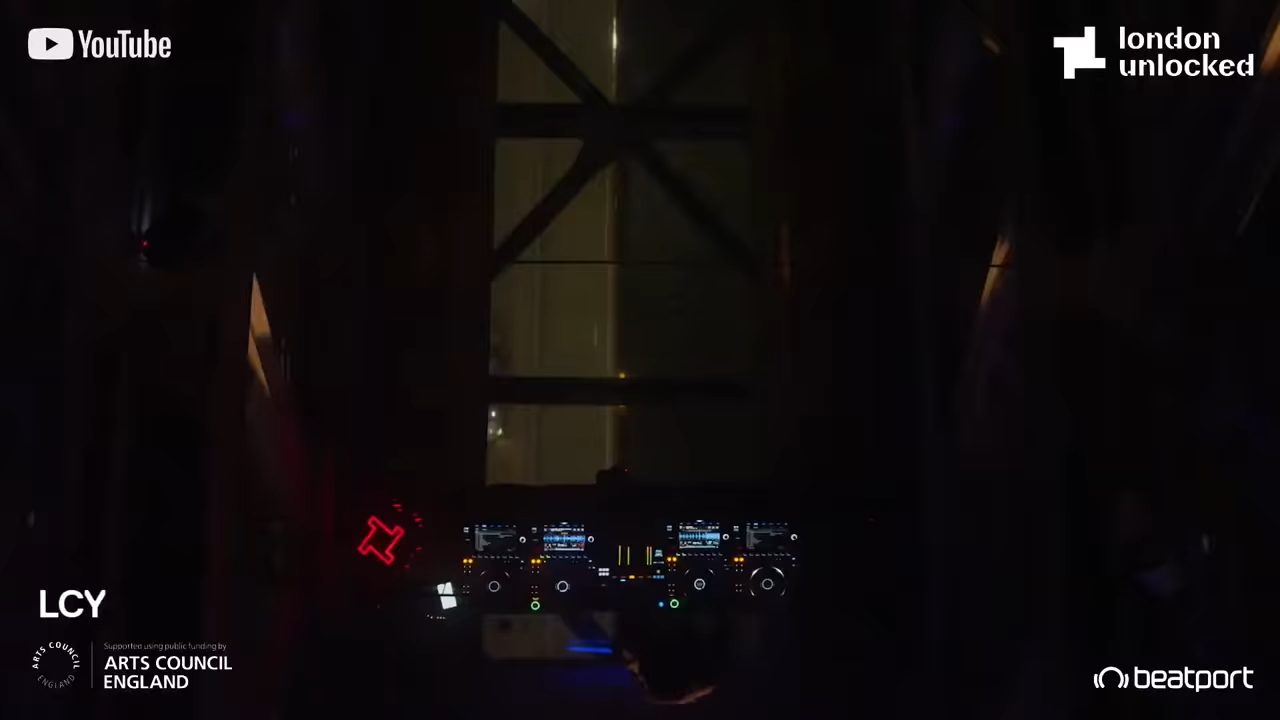 YouTube
london
unlocked
LCY
ARTS COUNCIL
ENGLAND
Supported using public funding by
ARTS COUNCIL
ENGLAND
beatport